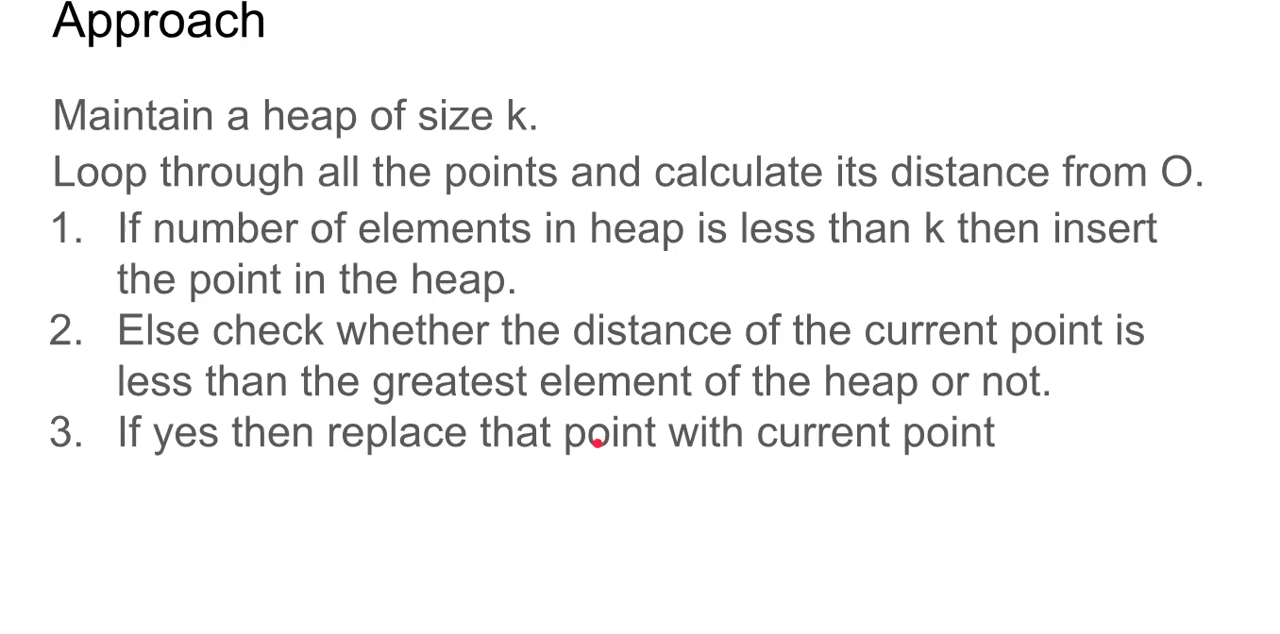 Approach
Maintain a heap of size k.
Loop through all the points and calculate its distance from O.
1. If number of elements in heap is less than k then insert
the point in the heap.
2. Else check whether the distance of the current point is
less than the greatest element of the heap or not.
3. If yes then replace that point with current point